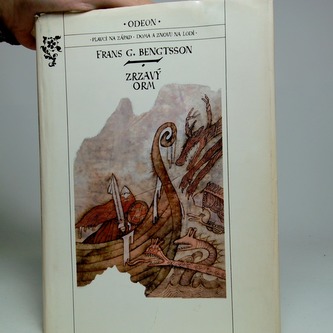 · ODEON ·
· PLAVCI NA ZÁPAD · DOMA A ZNOVU NA LODI ·
FRANS G. BENGTSSON
ZRZAVÝ
ORM